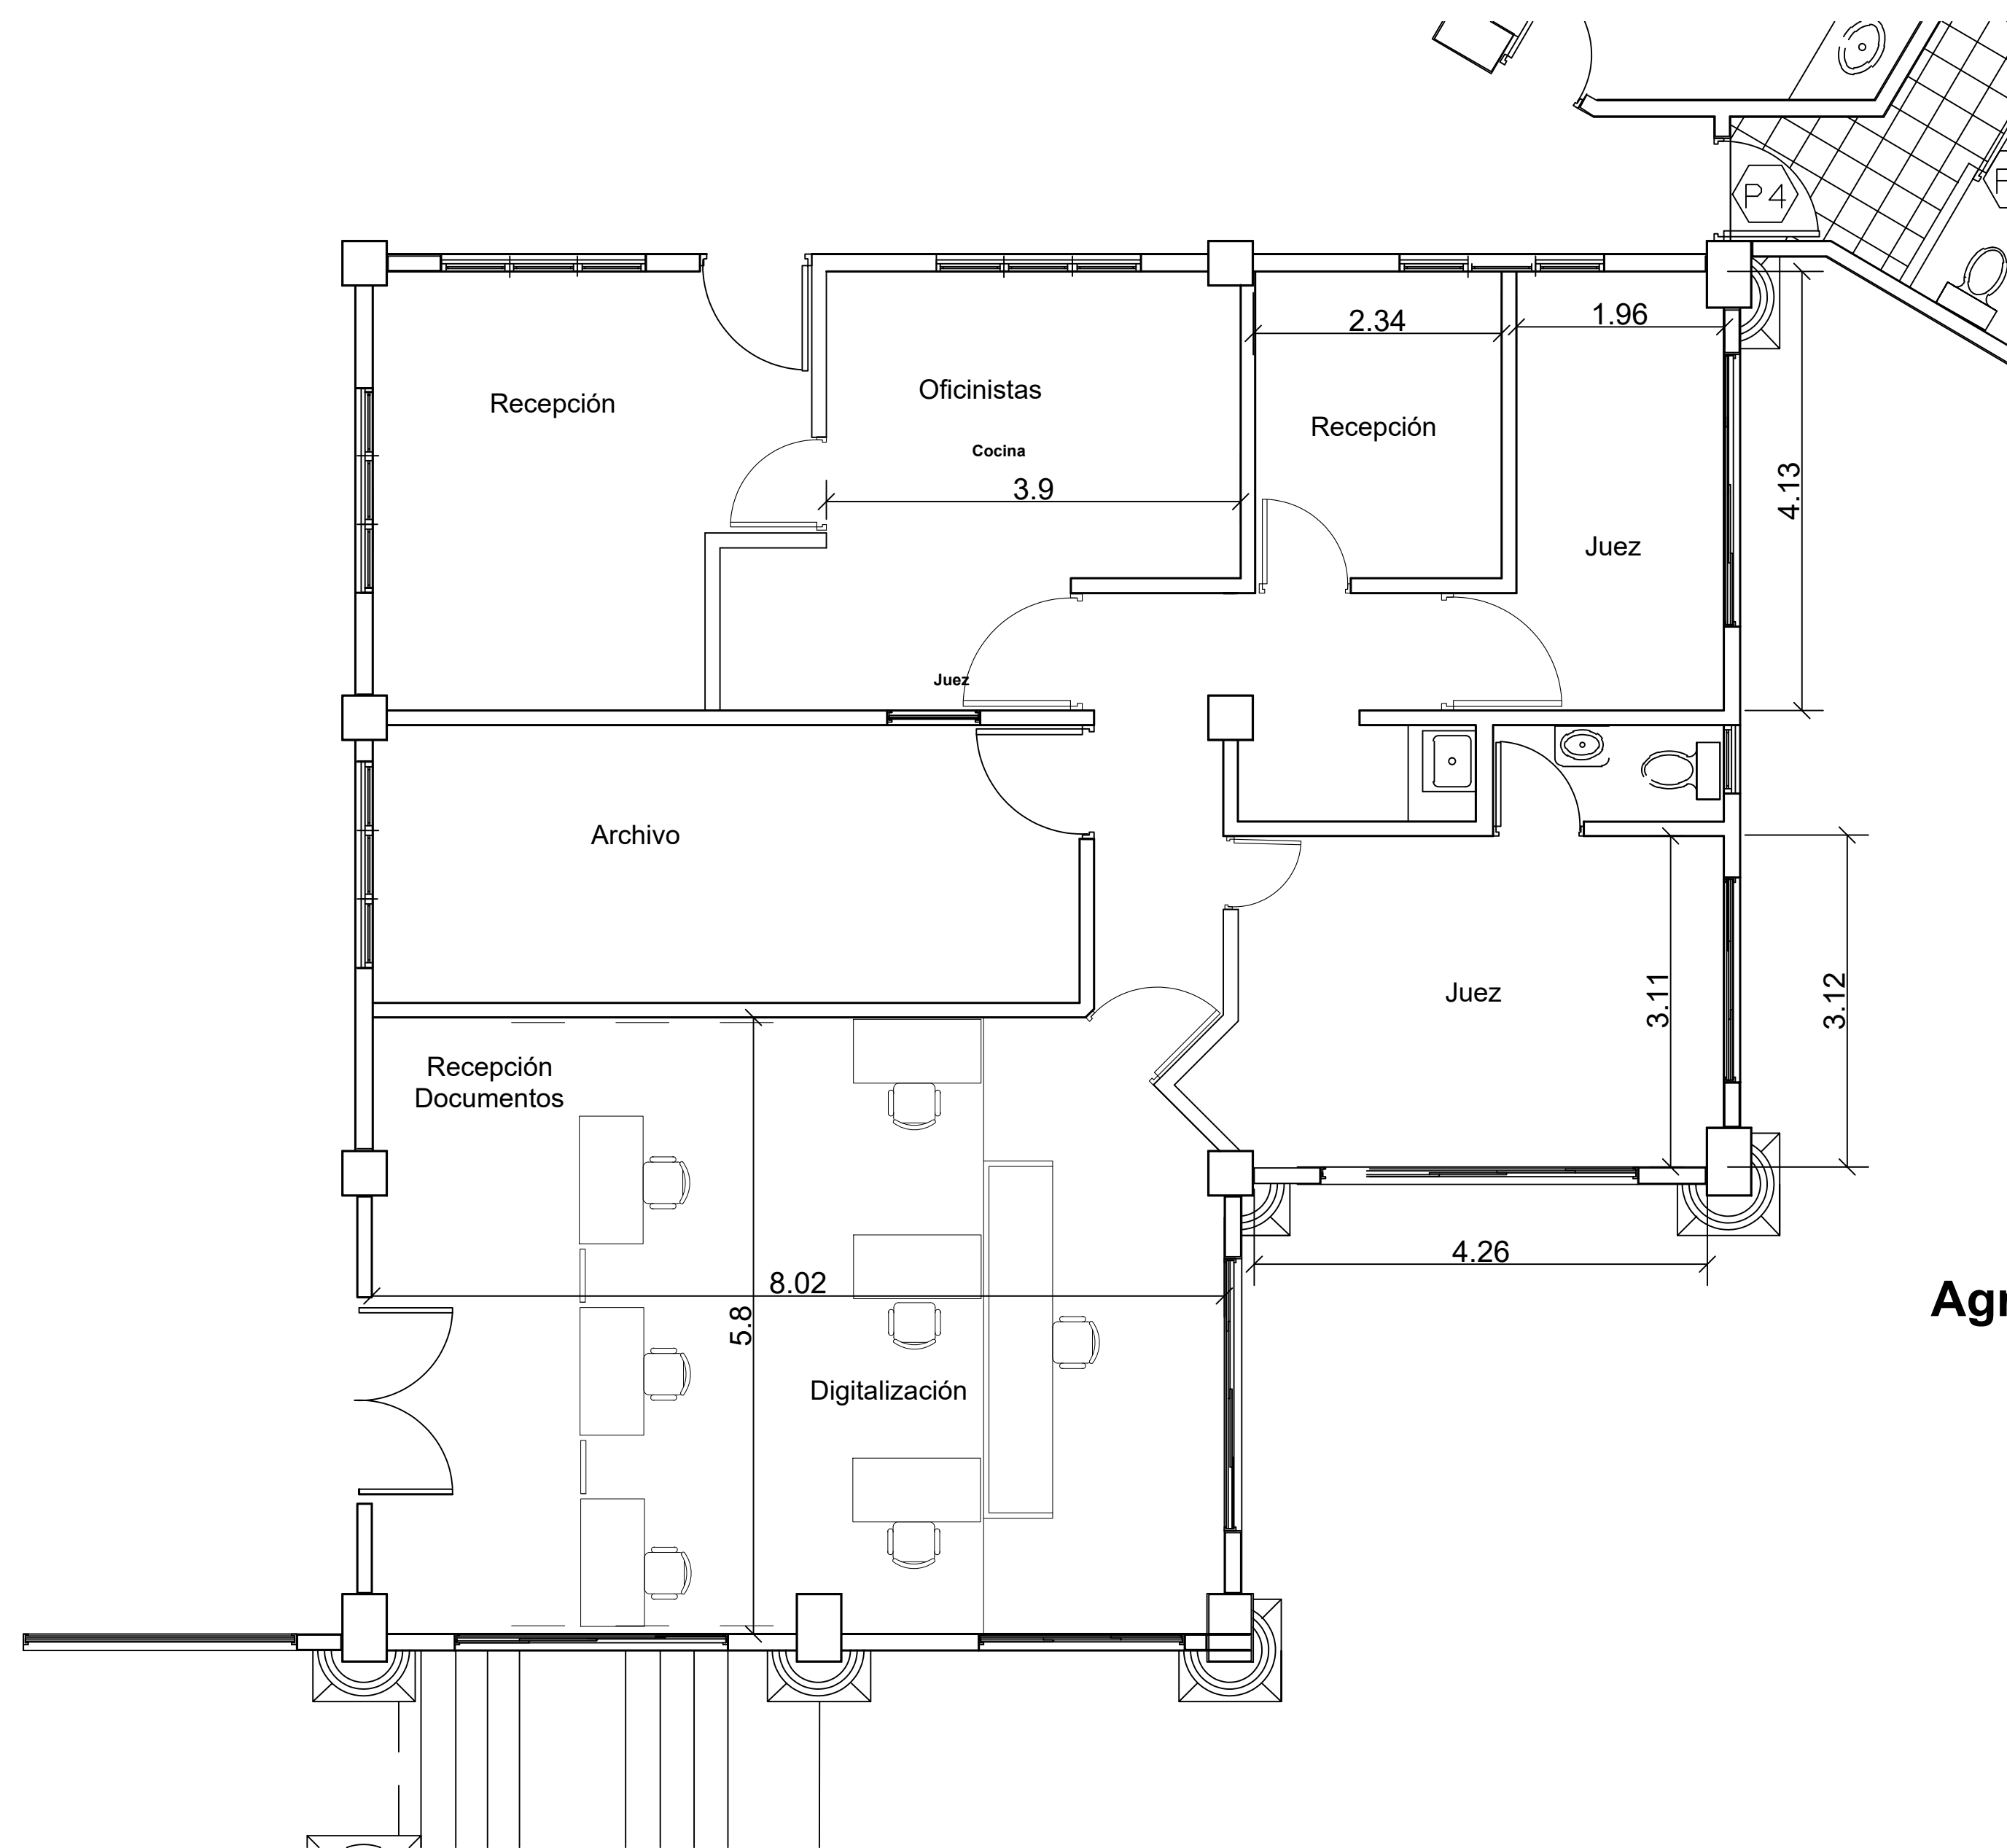 P4
2.34
1.96
Oficinistas
Recepción
Recepción
Cocina
3.9
4.13
Juez
Juez
Archivo
Juez
3.11
3.12
Recepción
Documentos
4.26
8.02
5.8
Digitalización
Agr